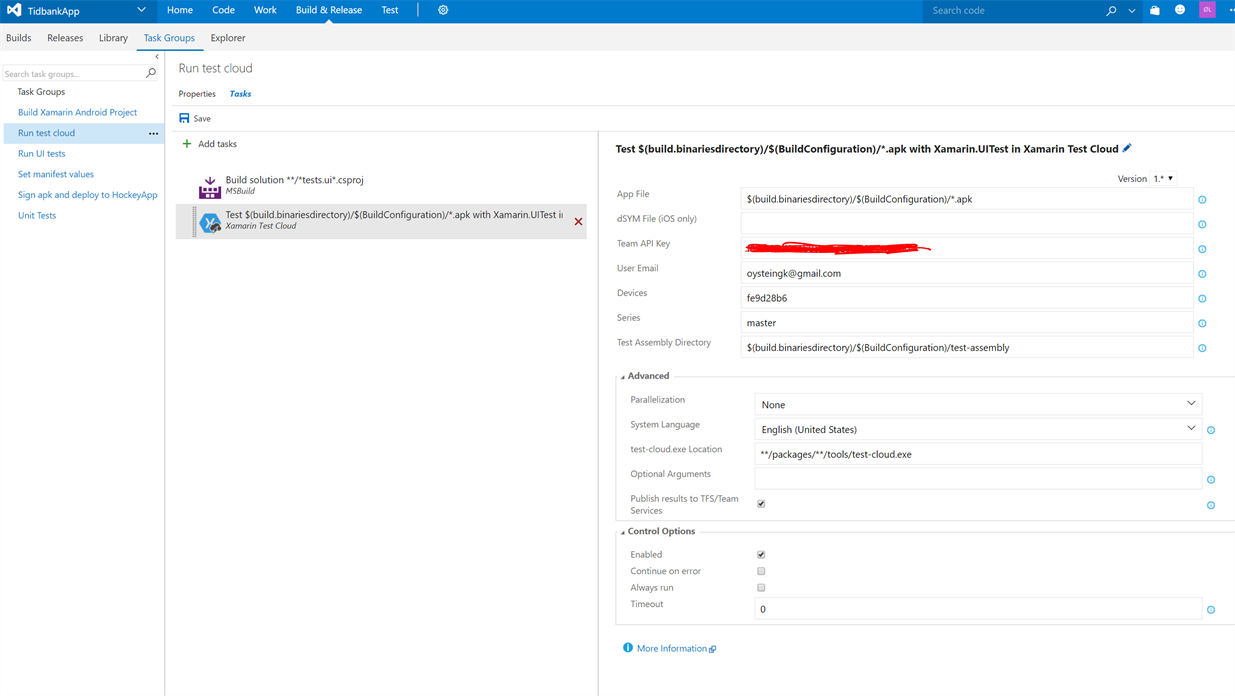 TidbankApp Home Code Work Build & Release Test Search code ØL
Builds Releases Library Task Groups Explorer
Search task groups...
Task Groups
Build Xamarin Android Project
Run test cloud
Run UI tests
Set manifest values
Sign apk and deploy to HockeyApp
Unit Tests
Run test cloud
Properties Tasks
Save
Add tasks
Build solution **/*tests.ui*.csproj
MSBuild
Test $(build.binariesdirectory)/$(BuildConfiguration)/*.apk with Xamarin.UITest in
Xamarin Test Cloud
Test $(build.binariesdirectory)/$(BuildConfiguration)/*.apk with Xamarin.UITest in Xamarin Test Cloud
Version 1.*
App File $(build.binariesdirectory)/$(BuildConfiguration)/*.apk
dSYM File (iOS only)
Team API Key
User Email oysteingk@gmail.com
Devices fe9d28b6
Series master
Test Assembly Directory $(build.binariesdirectory)/$(BuildConfiguration)/test-assembly
Advanced
Parallelization None
System Language English (United States)
test-cloud.exe Location **/packages/**/tools/test-cloud.exe
Optional Arguments
Publish results to TFS/Team
Services
Control Options
Enabled
Continue on error
Always run
Timeout 0
More Information